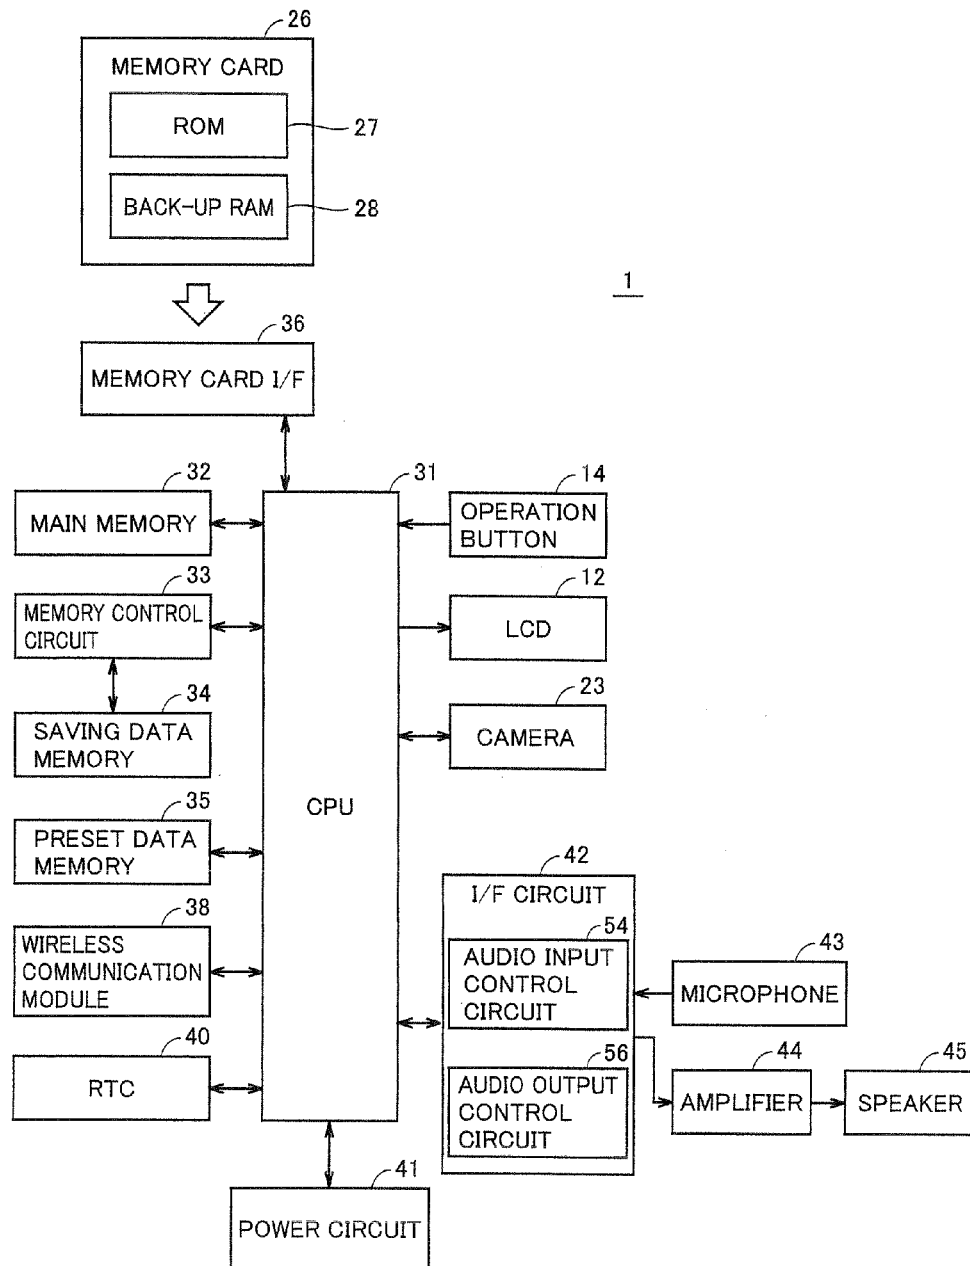 26
MEMORY CARD
ROM
27
BACK-UP RAM
28
1
36
MEMORY CARD I/F
32
MAIN MEMORY
31
CPU
14
OPERATION
BUTTON
33
MEMORY CONTROL
CIRCUIT
12
LCD
34
SAVING DATA
MEMORY
23
CAMERA
35
PRESET DATA
MEMORY
42
I/F CIRCUIT
38
WIRELESS
COMMUNICATION
MODULE
54
AUDIO INPUT
CONTROL
CIRCUIT
43
MICROPHONE
40
RTC
56
AUDIO OUTPUT
CONTROL
CIRCUIT
44
AMPLIFIER
45
SPEAKER
41
POWER CIRCUIT